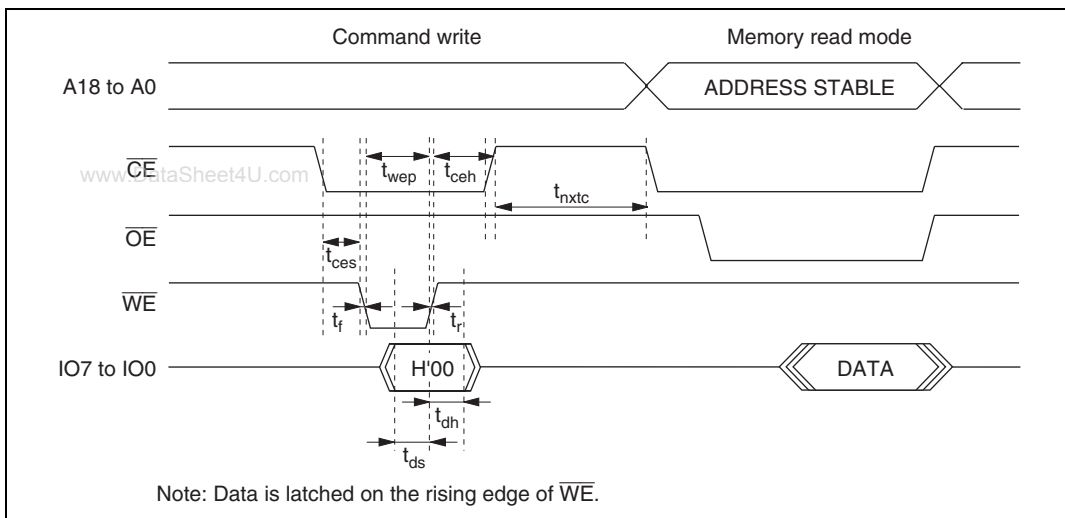 Command write
Memory read mode
A18 to A0
ADDRESS STABLE
CE
www.DataSheet4U.com
twep
tceh
tnxtc
OE
tces
WE
tf
tr
IO7 to IO0
H'00
DATA
tdh
tds
Note: Data is latched on the rising edge of WE.